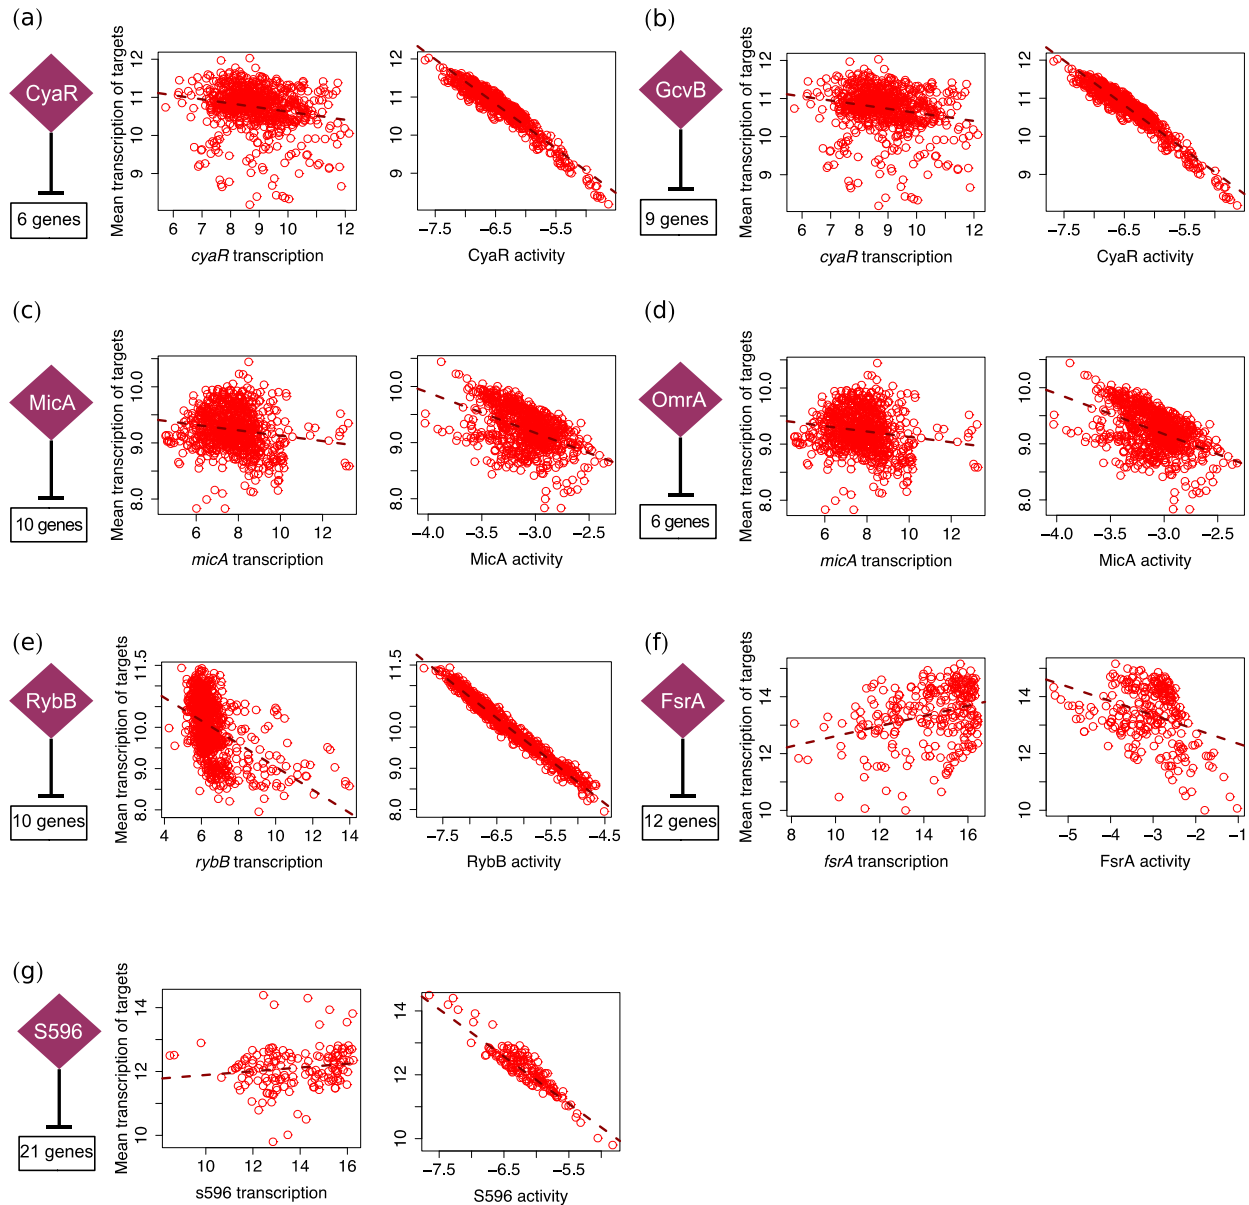 (a)
CyaR
6 genes
Mean transcription of targets
12
11
10
9
6 7 8 9 10 11 12
cyaR transcription
12
11
10
9
−7.5 −6.5 −5.5
CyaR activity
(b)
GcvB
9 genes
Mean transcription of targets
12
11
10
9
6 7 8 9 10 11 12
cyaR transcription
12
11
10
9
−7.5 −6.5 −5.5
CyaR activity
(c)
MicA
10 genes
Mean transcription of targets
10.0
9.0
8.0
6 8 10 12
micA transcription
10.0
9.0
8.0
−4.0 −3.5 −3.0 −2.5
MicA activity
(d)
OmrA
6 genes
Mean transcription of targets
10.0
9.0
8.0
6 8 10 12
micA transcription
10.0
9.0
8.0
−4.0 −3.5 −3.0 −2.5
MicA activity
(e)
RybB
10 genes
Mean transcription of targets
11.5
10.0
9.0
8.0
4 6 8 10 12 14
rybB transcription
11.5
10.0
9.0
8.0
−7.5 −6.5 −5.5 −4.5
RybB activity
(f)
FsrA
12 genes
Mean transcription of targets
14
12
10
8 10 12 14 16
fsrA transcription
14
12
10
−5 −4 −3 −2 −1
FsrA activity
(g)
S596
21 genes
Mean transcription of targets
14
12
10
10 12 14 16
s596 transcription
14
12
10
−7.5 −6.5 −5.5
S596 activity